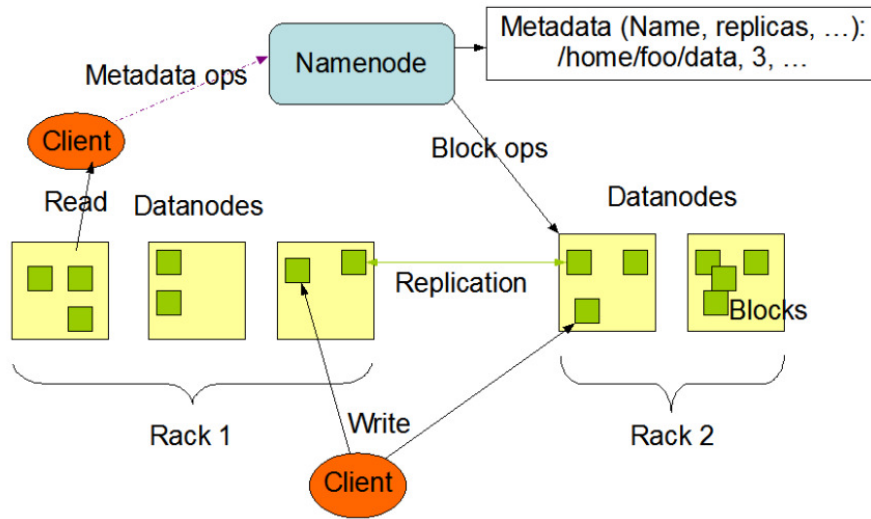 Metadata (Name, replicas, …):
/home/foo/data, 3, …
Namenode
Metadata ops
Client
Block ops
Read
Datanodes
Datanodes
Replication
Blocks
Rack 1
Write
Rack 2
Client